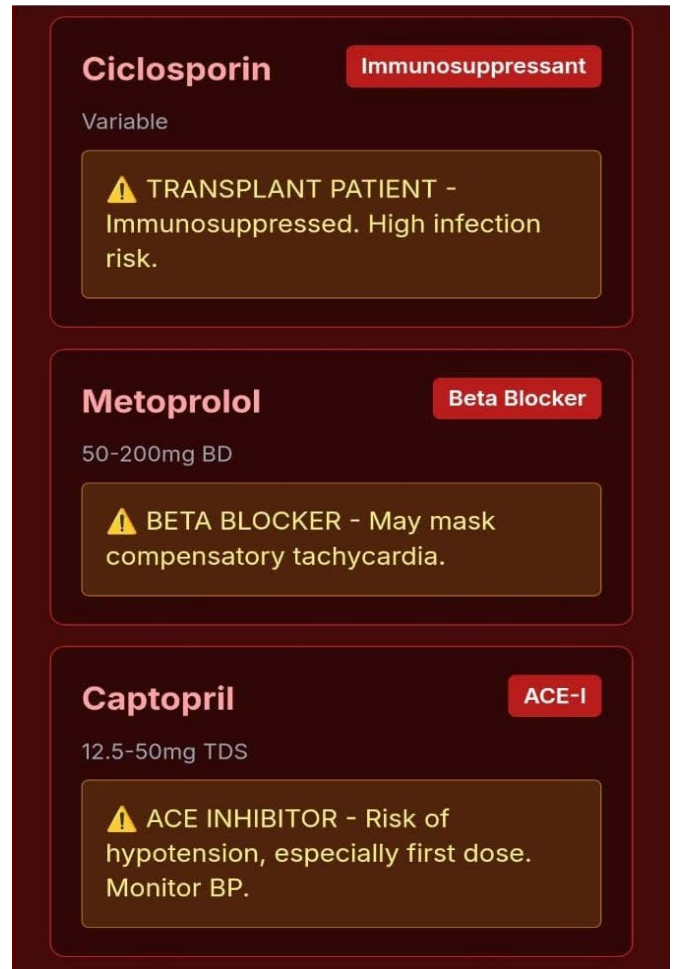 Ciclosporin
Immunosuppressant
Variable
⚠️ TRANSPLANT PATIENT -
Immunosuppressed. High infection
risk.
Metoprolol
Beta Blocker
50-200mg BD
⚠️ BETA BLOCKER - May mask
compensatory tachycardia.
Captopril
ACE-I
12.5-50mg TDS
⚠️ ACE INHIBITOR - Risk of
hypotension, especially first dose.
Monitor BP.